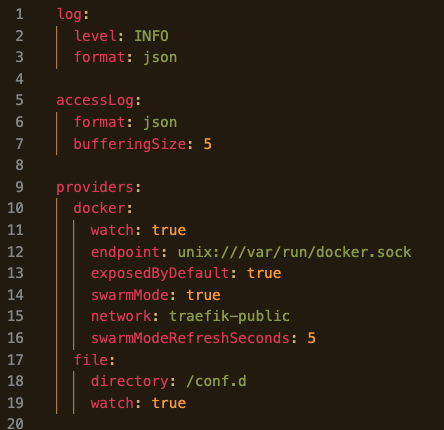 1 log:
2   level: INFO
3   format: json
4
5 accessLog:
6   format: json
7   bufferingSize: 5
8
9 providers:
10   docker:
11     watch: true
12     endpoint: unix:///var/run/docker.sock
13     exposedByDefault: true
14     swarmMode: true
15     network: traefik-public
16     swarmModeRefreshSeconds: 5
17   file:
18     directory: /conf.d
19     watch: true
20